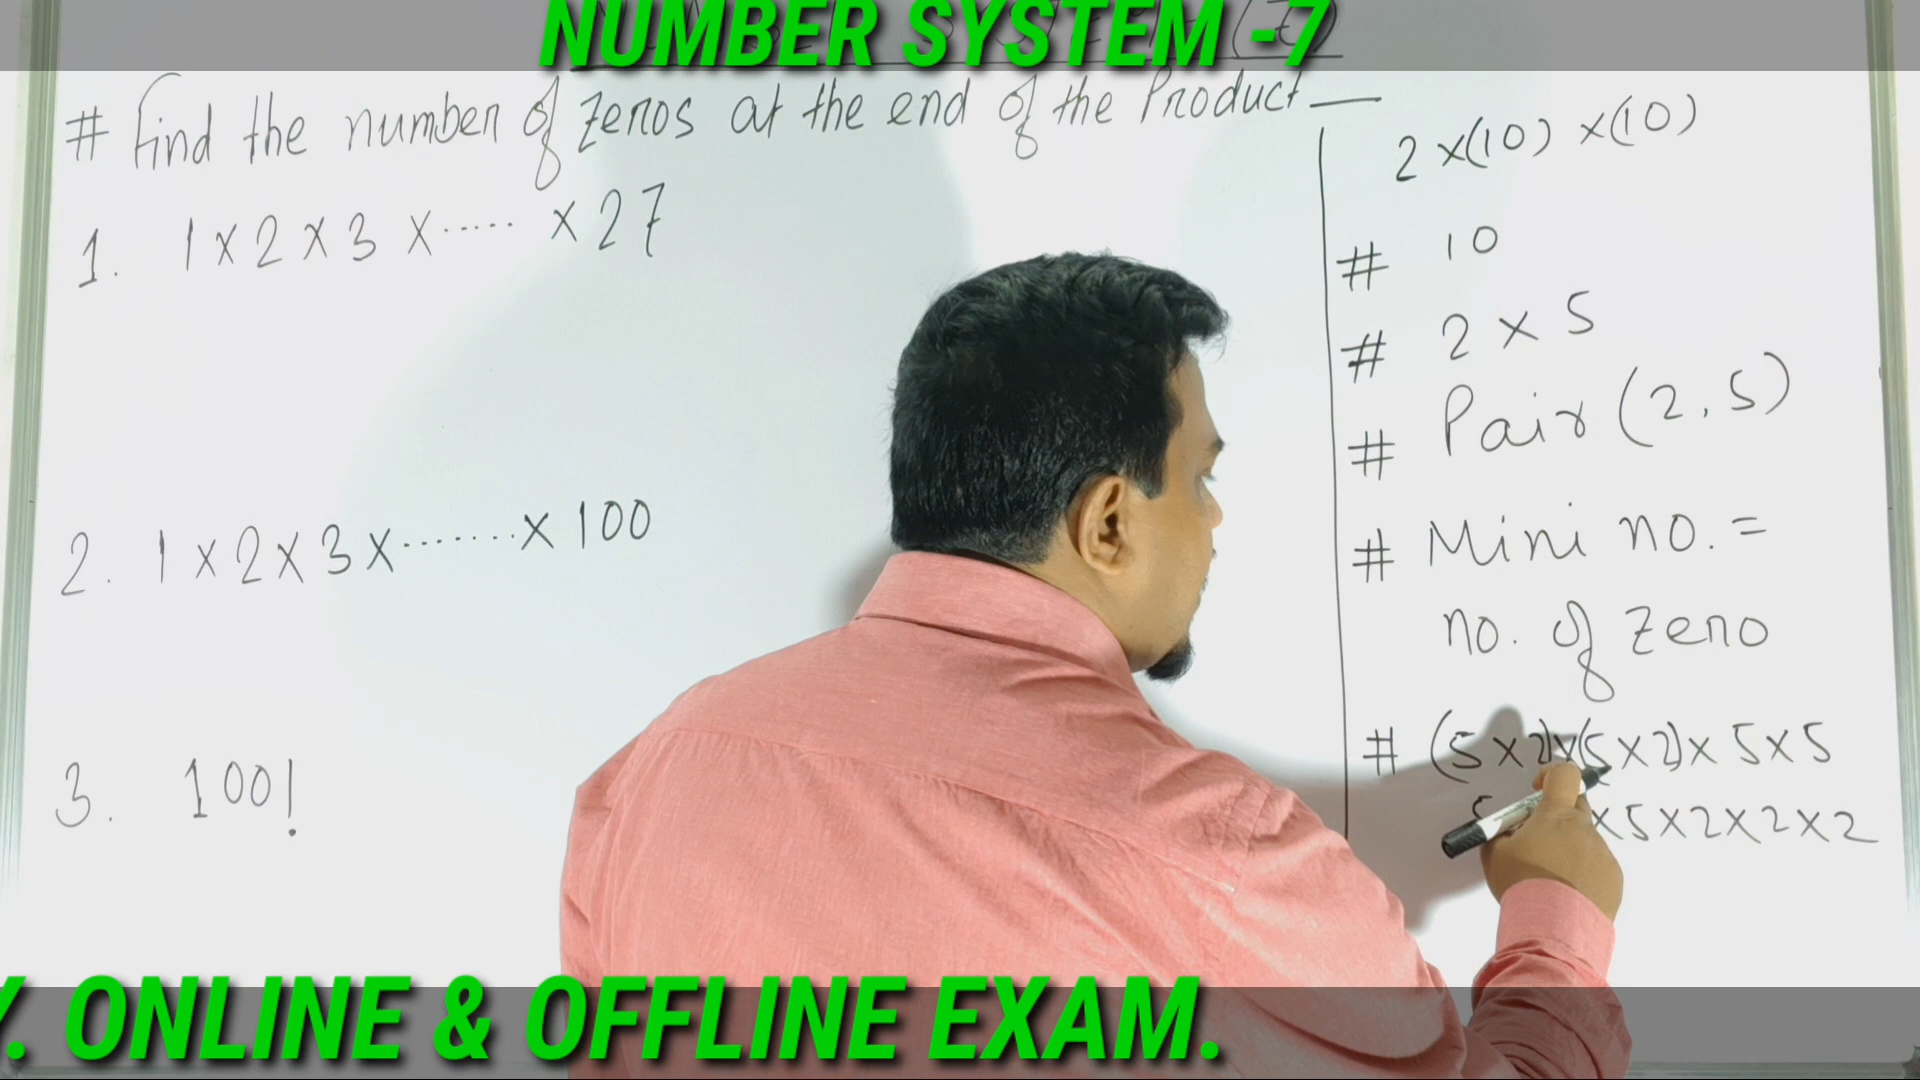 NUMBER SYSTEM -7
# Find the number of zeros at the end of the Product —
1. 1 x 2 x 3 x ..... x 27
2. 1 x 2 x 3 x ....... x 100
3. 100!
2 x (10) x (10)
# 10
# 2 x 5
# Pair (2, 5)
# Mini no. =
no. of zero
# (5 x 2) x (5 x 2) x 5 x 5
x 5 x 2 x 2 x 2
. ONLINE & OFFLINE EXAM.